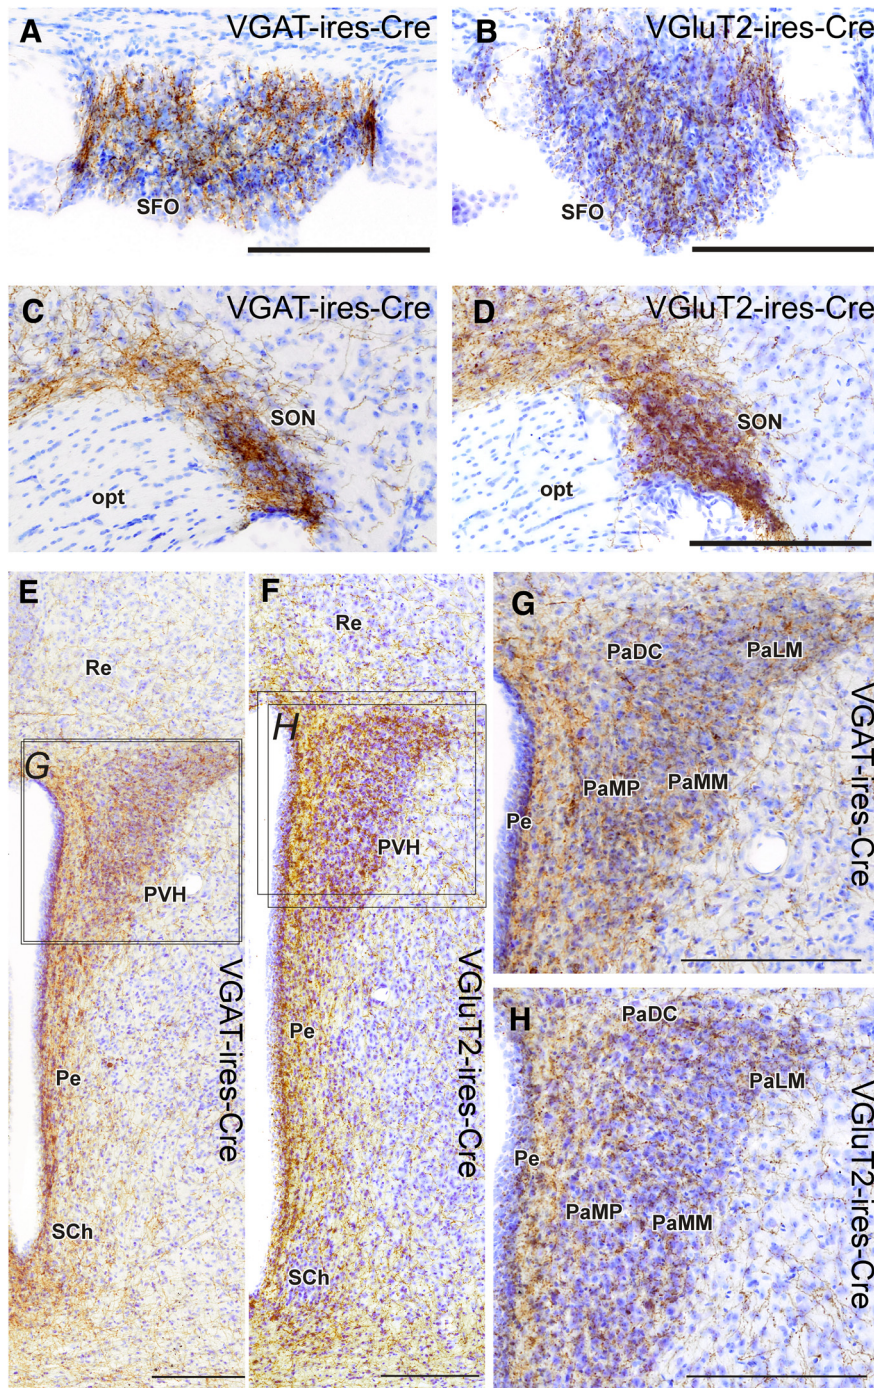 A
VGAT-ires-Cre
SFO
B
VGluT2-ires-Cre
SFO
C
VGAT-ires-Cre
SON
opt
D
VGluT2-ires-Cre
SON
opt
E
Re
G
PVH
VGAT-ires-Cre
Pe
SCh
F
Re
H
PVH
VGluT2-ires-Cre
Pe
SCh
G
PaDC
PaLM
PaMP
PaMM
Pe
VGAT-ires-Cre
H
PaDC
PaLM
Pe
PaMP
PaMM
VGluT2-ires-Cre